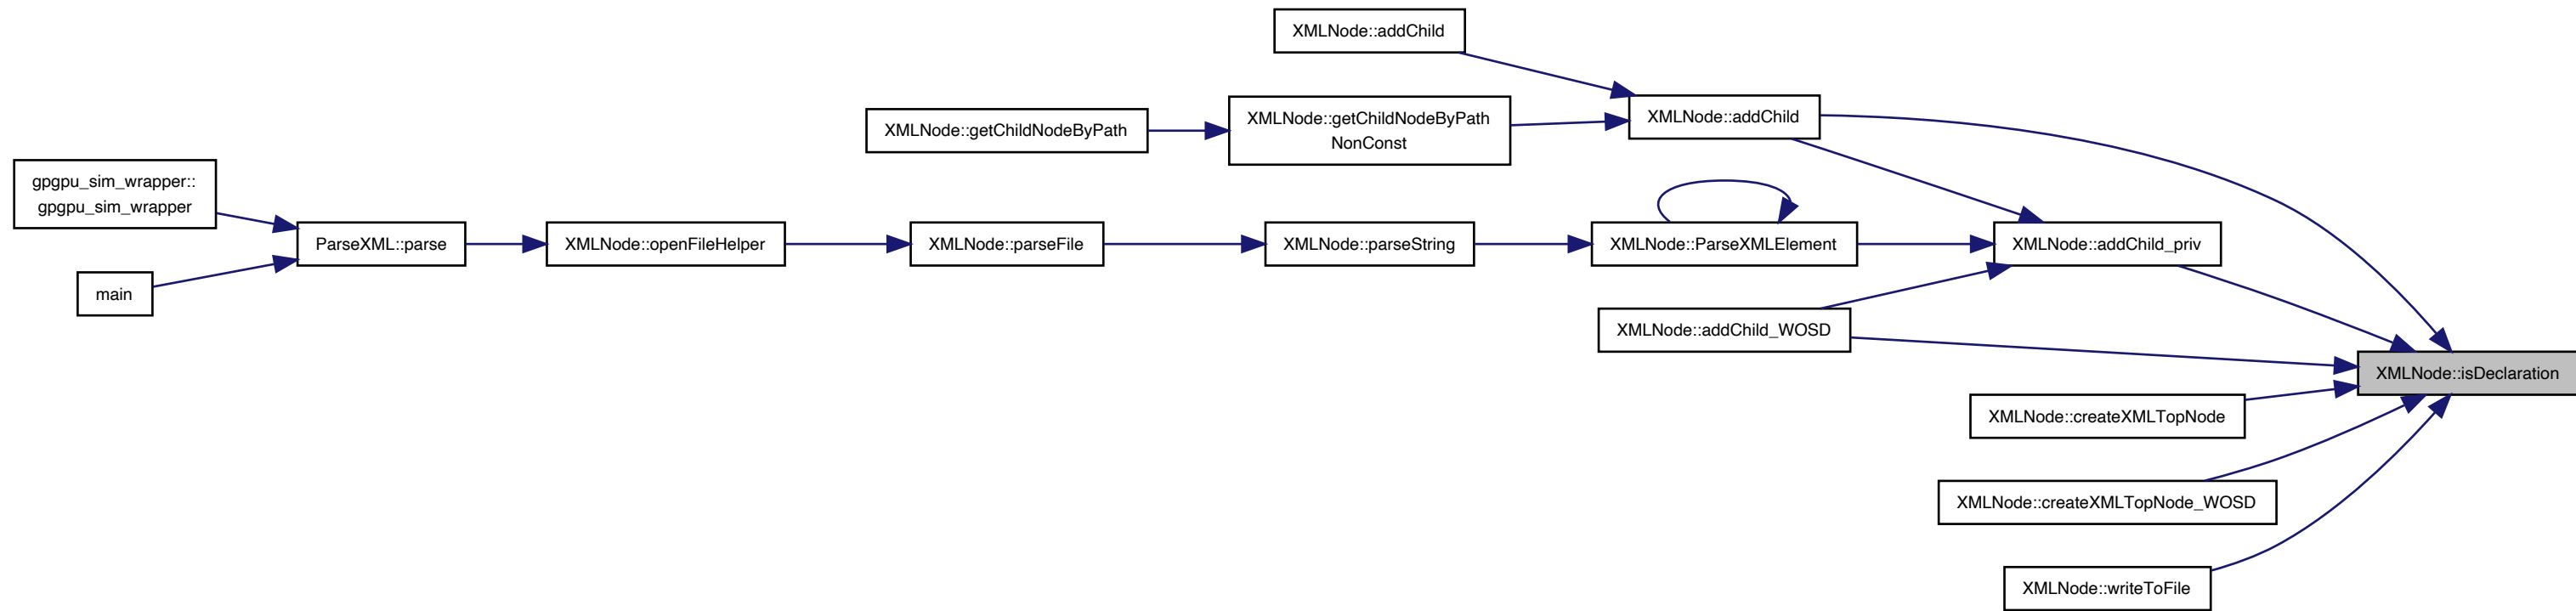 XMLNode::addChild
XMLNode::getChildNodeByPath
XMLNode::getChildNodeByPath
NonConst
XMLNode::addChild
gpgpu_sim_wrapper::
gpgpu_sim_wrapper
main
ParseXML::parse
XMLNode::openFileHelper
XMLNode::parseFile
XMLNode::parseString
XMLNode::ParseXMLElement
XMLNode::addChild_priv
XMLNode::addChild_WOSD
XMLNode::isDeclaration
XMLNode::createXMLTopNode
XMLNode::createXMLTopNode_WOSD
XMLNode::writeToFile